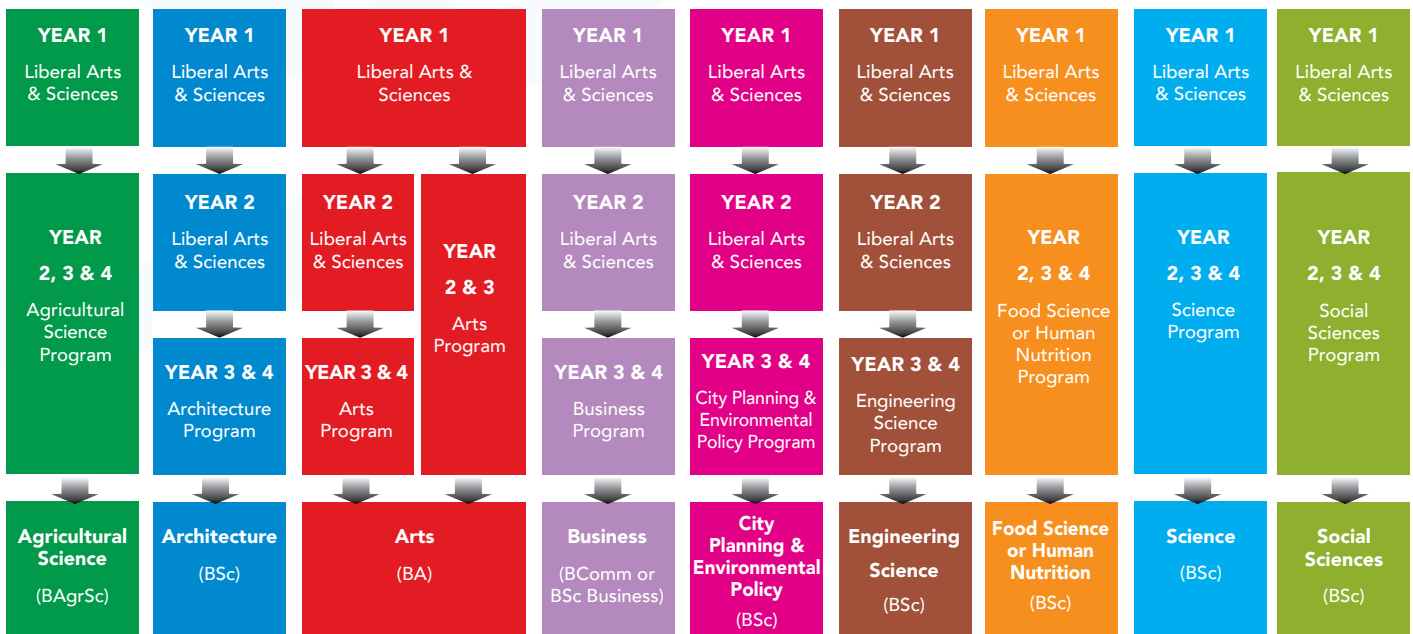 YEAR 1
Liberal Arts
& Sciences
YEAR 1
Liberal Arts
& Sciences
YEAR 1
Liberal Arts &
Sciences
YEAR 1
Liberal Arts
& Sciences
YEAR 1
Liberal Arts
& Sciences
YEAR 1
Liberal Arts
& Sciences
YEAR 1
Liberal Arts
& Sciences
YEAR 1
Liberal Arts
& Sciences
YEAR 1
Liberal Arts
& Sciences
YEAR
2, 3 & 4
Agricultural
Science
Program
YEAR 2
Liberal Arts
& Sciences
YEAR 2
Liberal Arts
& Sciences
YEAR
2 & 3
Arts
Program
YEAR 2
Liberal Arts
& Sciences
YEAR 2
Liberal Arts
& Sciences
YEAR 2
Liberal Arts
& Sciences
YEAR
2, 3 & 4
Food Science
or Human
Nutrition
Program
YEAR
2, 3 & 4
Science
Program
YEAR
2, 3 & 4
Social
Sciences
Program
YEAR 3 & 4
Architecture
Program
YEAR 3 & 4
Arts
Program
YEAR 3 & 4
Business
Program
YEAR 3 & 4
City Planning &
Environmental
Policy Program
YEAR 3 & 4
Engineering
Science
Program
Agricultural
Science
(BAgrSc)
Architecture
(BSc)
Arts
(BA)
Business
(BComm or
BSc Business)
City
Planning &
Environmental
Policy
(BSc)
Engineering
Science
(BSc)
Food Science
or Human
Nutrition
(BSc)
Science
(BSc)
Social
Sciences
(BSc)